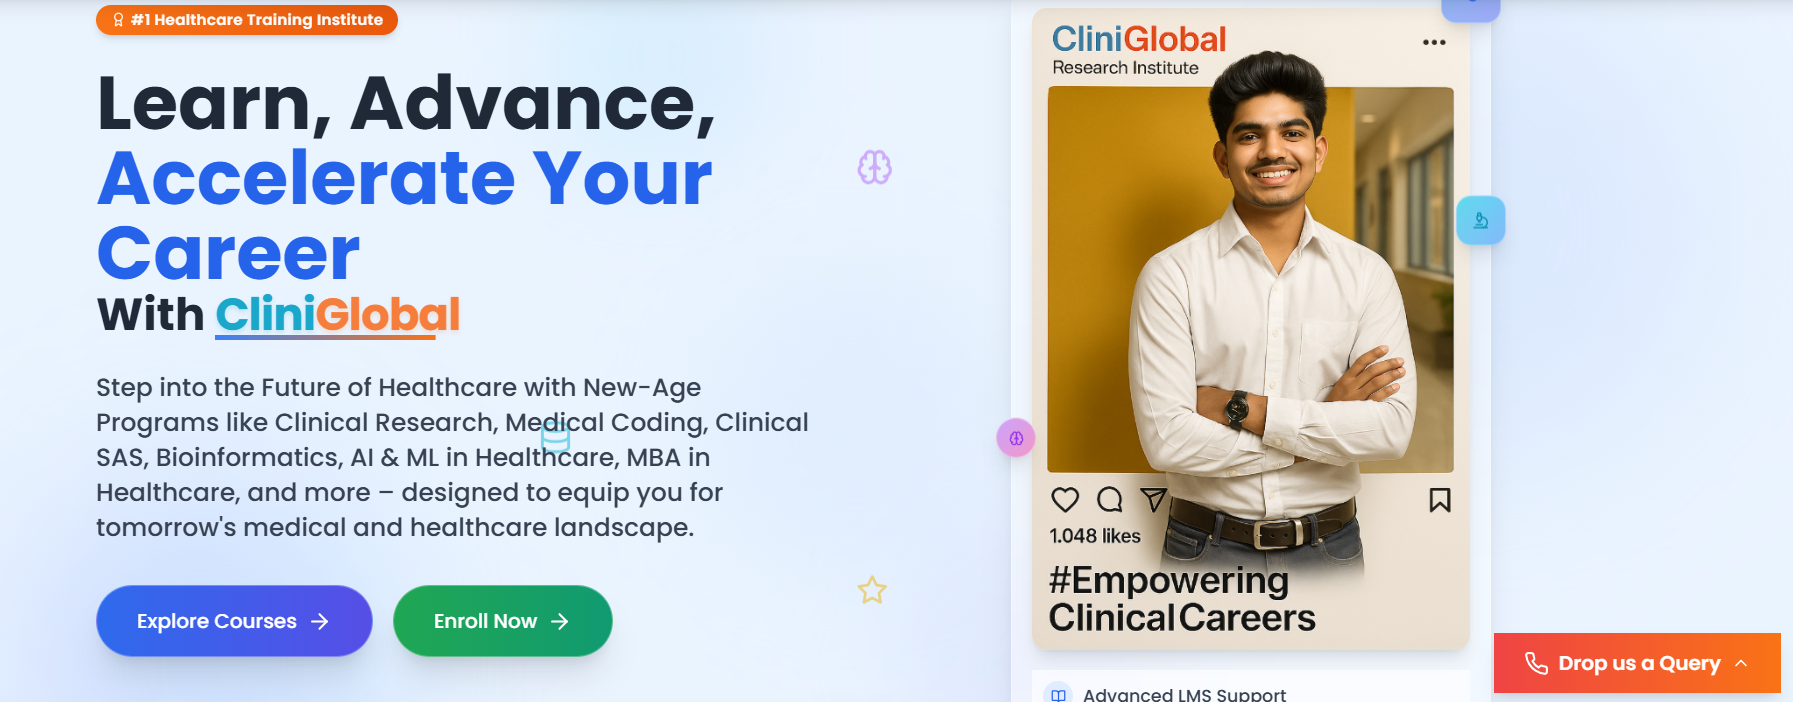 #1 Healthcare Training Institute
Learn, Advance,
Accelerate Your
Career
With CliniGlobal
Step into the Future of Healthcare with New-Age
Programs like Clinical Research, Medical Coding, Clinical
SAS, Bioinformatics, AI & ML in Healthcare, MBA in
Healthcare, and more – designed to equip you for
tomorrow's medical and healthcare landscape.
Explore Courses
Enroll Now
CliniGlobal
Research Institute
1.048 likes
#Empowering
Clinical Careers
Advanced LMS Support
Drop us a Query